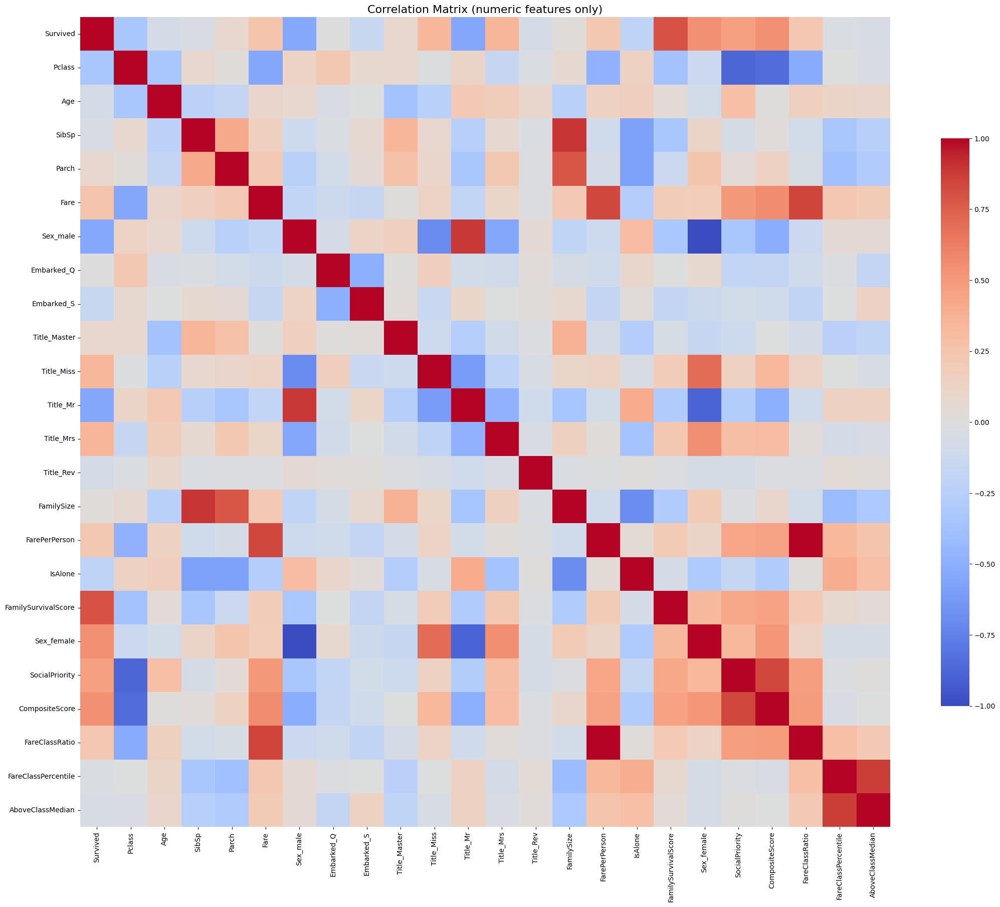 Correlation Matrix (numeric features only)
Survived
Pclass
Age
SibSp
Parch
Fare
Sex_male
Embarked_Q
Embarked_S
Title_Master
Title_Miss
Title_Mr
Title_Mrs
Title_Rev
FamilySize
FarePerPerson
IsAlone
FamilySurvivalScore
Sex_female
SocialPriority
CompositeScore
FareClassRatio
FareClassPercentile
AboveClassMedian
Survived
Pclass
Age
SibSp
Parch
Fare
Sex_male
Embarked_Q
Embarked_S
Title_Master
Title_Miss
Title_Mr
Title_Mrs
Title_Rev
FamilySize
FarePerPerson
IsAlone
FamilySurvivalScore
Sex_female
SocialPriority
CompositeScore
FareClassRatio
FareClassPercentile
AboveClassMedian
1.00
0.75
0.50
0.25
0.00
−0.25
−0.50
−0.75
−1.00